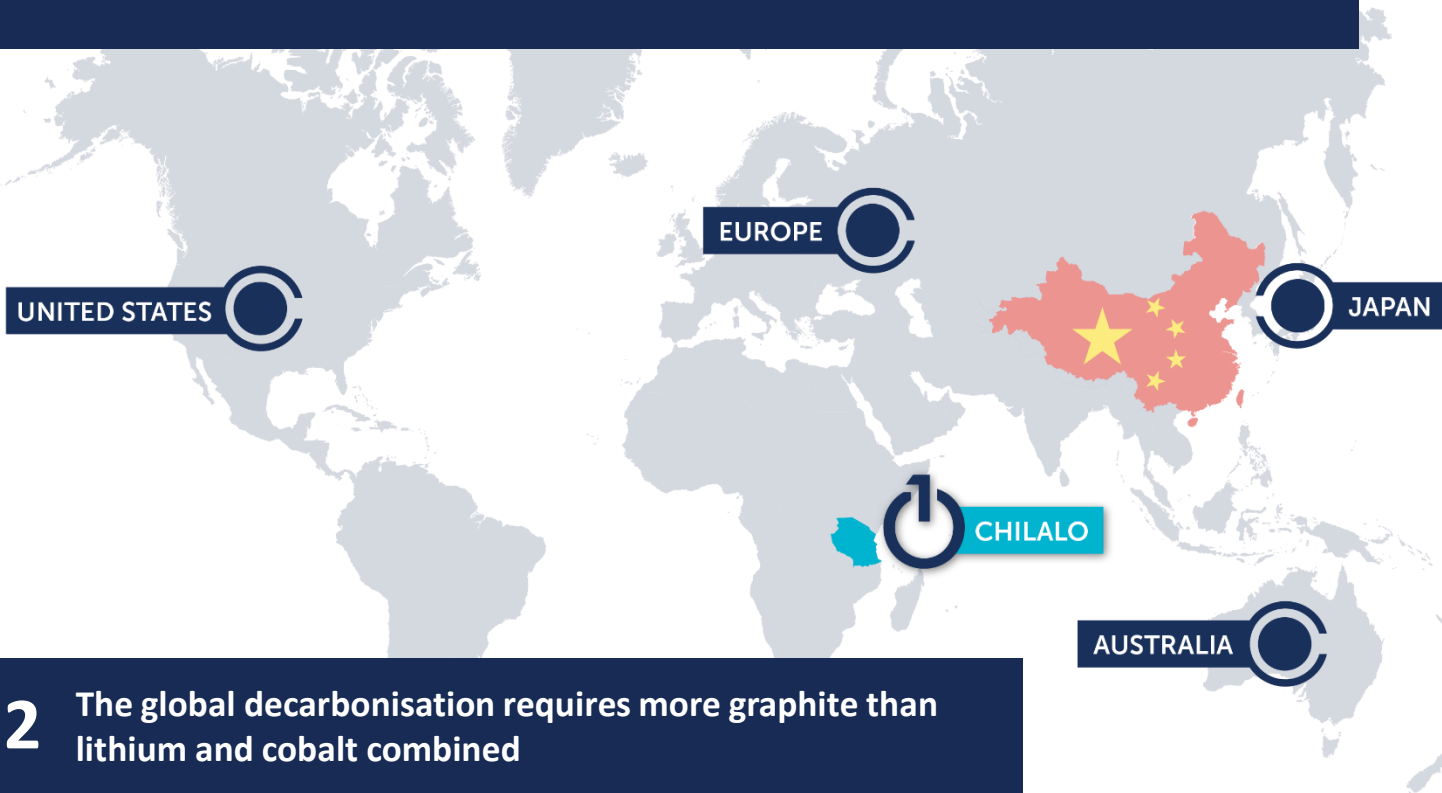 EUROPE
UNITED STATES
JAPAN
CHILALO
AUSTRALIA
2
The global decarbonisation requires more graphite than
lithium and cobalt combined